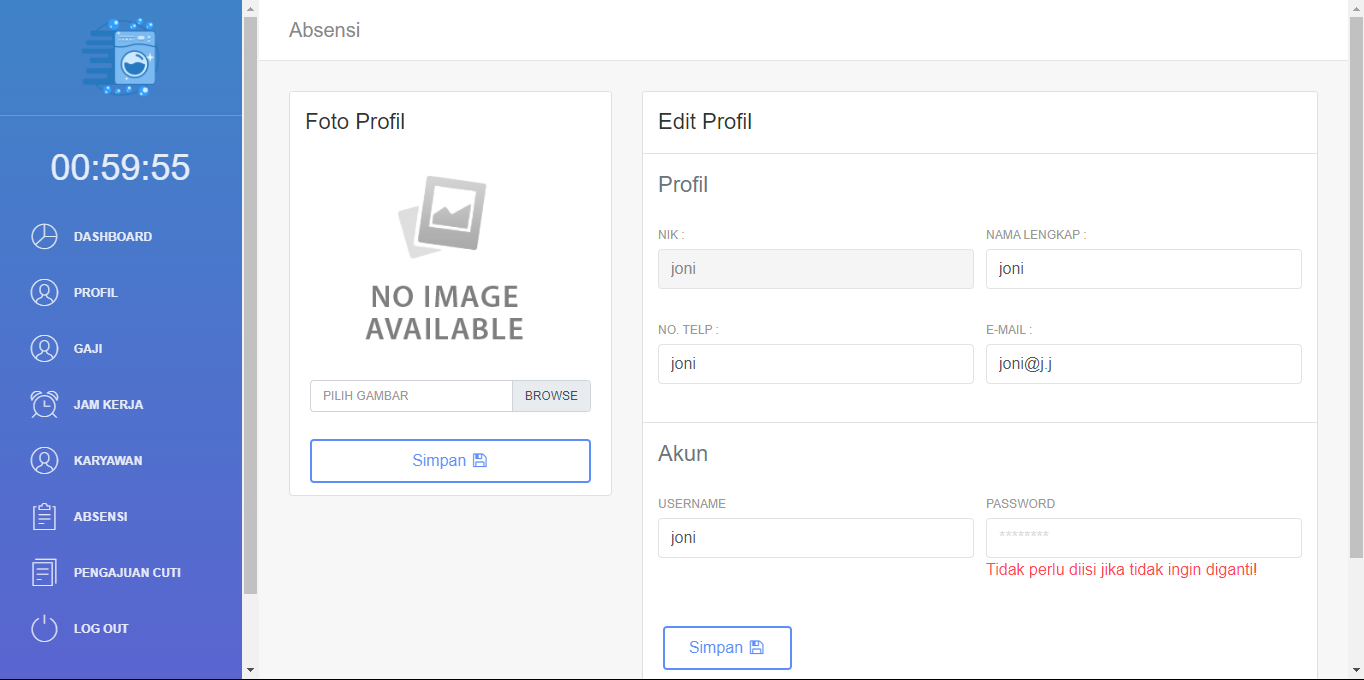 Absensi
00:59:55
DASHBOARD
PROFIL
GAJI
JAM KERJA
KARYAWAN
ABSENSI
PENGAJUAN CUTI
LOG OUT
Foto Profil
NO IMAGE
AVAILABLE
PILIH GAMBAR BROWSE
Simpan
Edit Profil
Profil
NIK : NAMA LENGKAP :
joni joni
NO. TELP : E-MAIL :
joni joni@j.j
Akun
USERNAME PASSWORD
joni ********
Tidak perlu diisi jika tidak ingin diganti!
Simpan